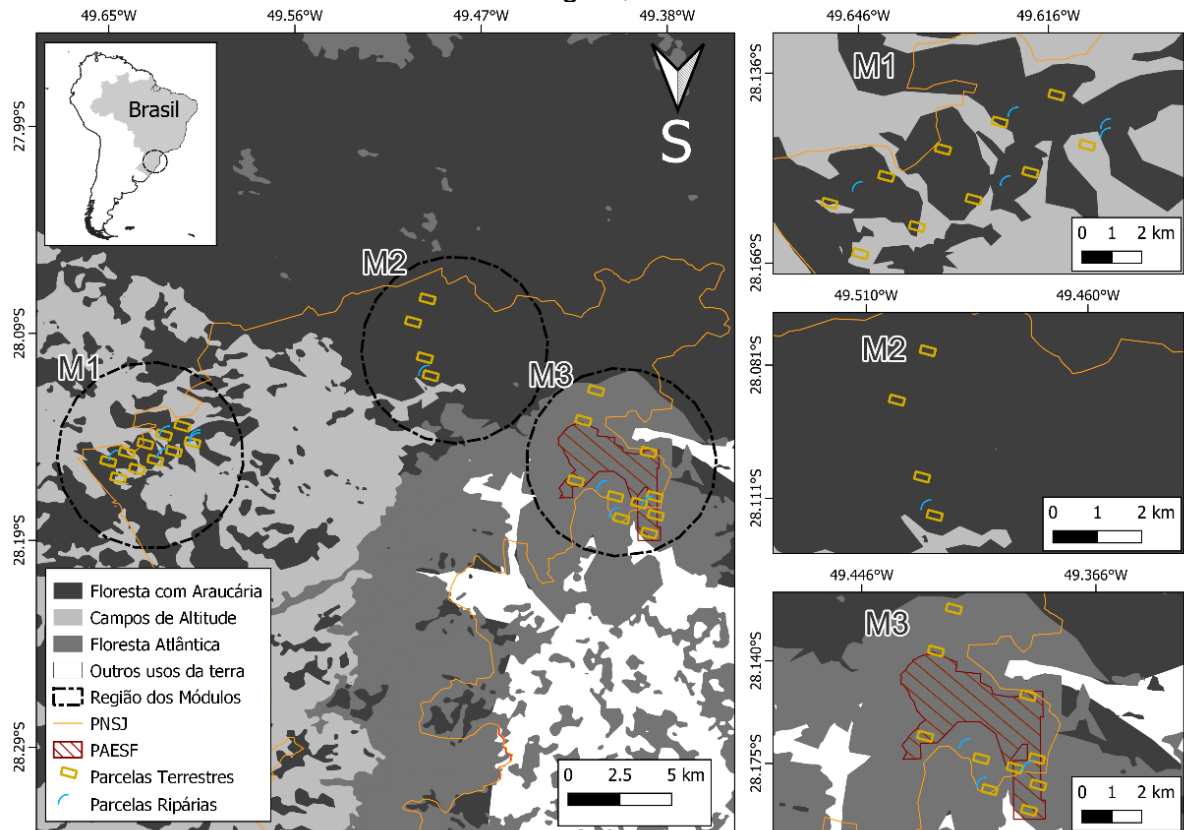 49.65°W 49.56°W 49.47°W 49.38°W
27.99°S
28.09°S
28.19°S
28.29°S
Brasil
S
M2
M1
M3
Floresta com Araucária
Campos de Altitude
Floresta Atlântica
Outros usos da terra
Região dos Módulos
PNSJ
PAESF
Parcelas Terrestres
Parcelas Ripárias
0 2.5 5 km
49.646°W 49.616°W
28.136°S
28.166°S
M1
0 1 2 km
49.510°W 49.460°W
28.081°S
28.111°S
M2
0 1 2 km
49.446°W 49.366°W
28.140°S
28.175°S
M3
0 1 2 km